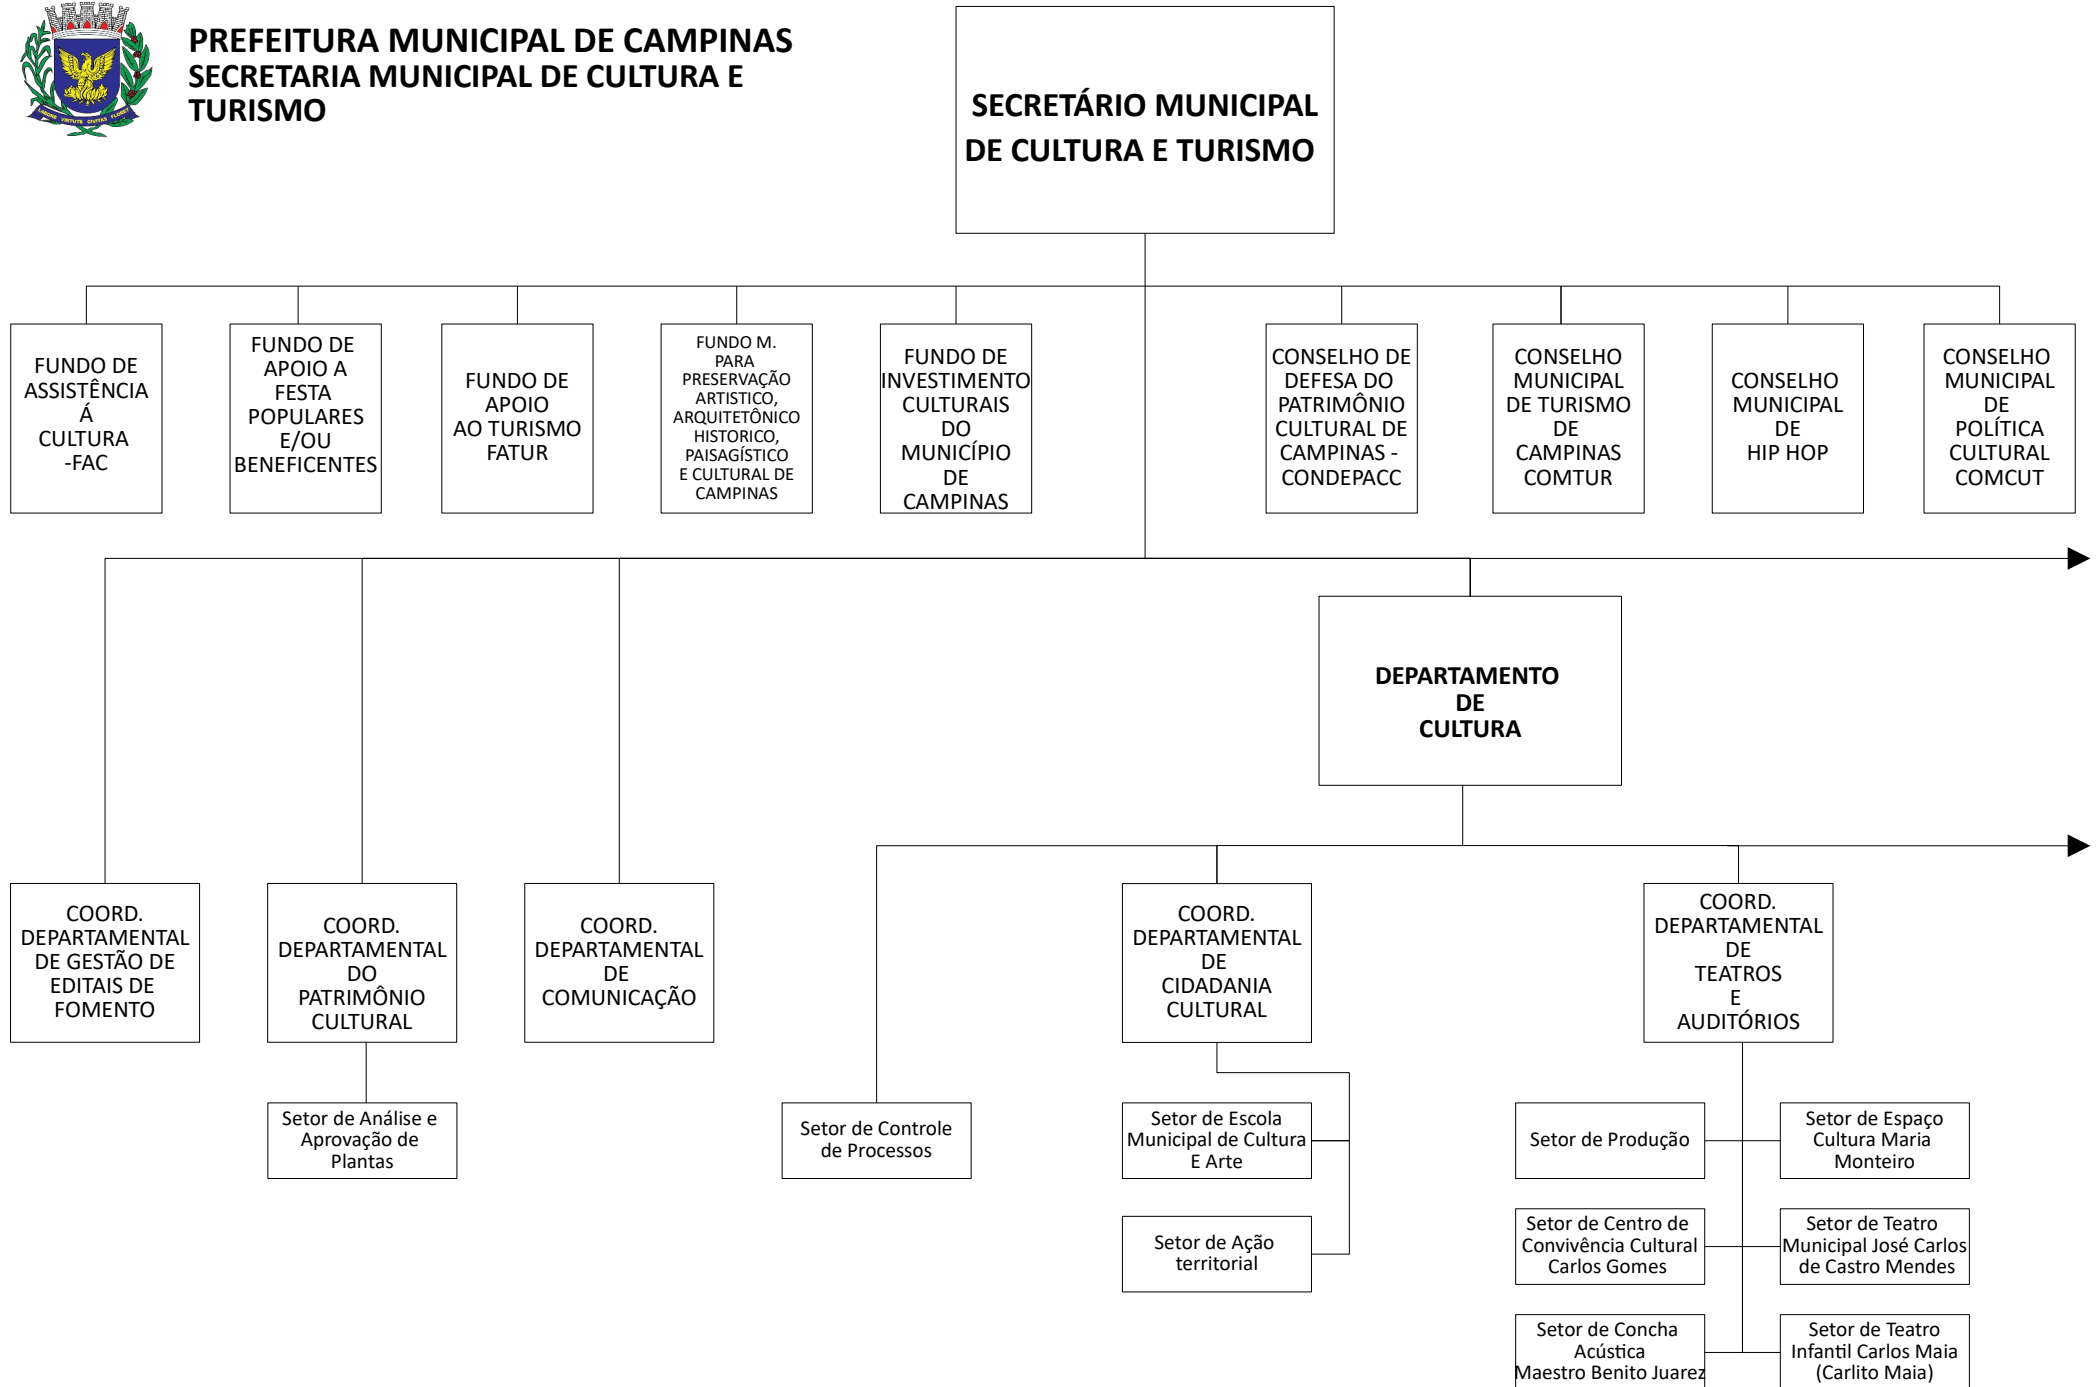 PREFEITURA MUNICIPAL DE CAMPINAS
SECRETARIA MUNICIPAL DE CULTURA E
TURISMO
LABORE VIRTUTE CIVITAS FLORET
SECRETÁRIO MUNICIPAL
DE CULTURA E TURISMO
FUNDO DE
ASSISTÊNCIA
Á
CULTURA
-FAC
FUNDO DE
APOIO A
FESTA
POPULARES
E/OU
BENEFICENTES
FUNDO DE
APOIO
AO TURISMO
FATUR
FUNDO M.
PARA
PRESERVAÇÃO
ARTISTICO,
ARQUITETÔNICO
HISTORICO,
PAISAGÍSTICO
E CULTURAL DE
CAMPINAS
FUNDO DE
INVESTIMENTO
CULTURAIS
DO
MUNICÍPIO
DE
CAMPINAS
CONSELHO DE
DEFESA DO
PATRIMÔNIO
CULTURAL DE
CAMPINAS -
CONDEPACC
CONSELHO
MUNICIPAL
DE TURISMO
DE
CAMPINAS
COMTUR
CONSELHO
MUNICIPAL
DE
HIP HOP
CONSELHO
MUNICIPAL
DE
POLÍTICA
CULTURAL
COMCUT
DEPARTAMENTO
DE
CULTURA
COORD.
DEPARTAMENTAL
DE GESTÃO DE
EDITAIS DE
FOMENTO
COORD.
DEPARTAMENTAL
DO
PATRIMÔNIO
CULTURAL
COORD.
DEPARTAMENTAL
DE
COMUNICAÇÃO
COORD.
DEPARTAMENTAL
DE
CIDADANIA
CULTURAL
COORD.
DEPARTAMENTAL
DE
TEATROS
E
AUDITÓRIOS
Setor de Análise e
Aprovação de
Plantas
Setor de Controle
de Processos
Setor de Escola
Municipal de Cultura
E Arte
Setor de Produção
Setor de Espaço
Cultura Maria
Monteiro
Setor de Ação
territorial
Setor de Centro de
Convivência Cultural
Carlos Gomes
Setor de Teatro
Municipal José Carlos
de Castro Mendes
Setor de Concha
Acústica
Maestro Benito Juarez
Setor de Teatro
Infantil Carlos Maia
(Carlito Maia)